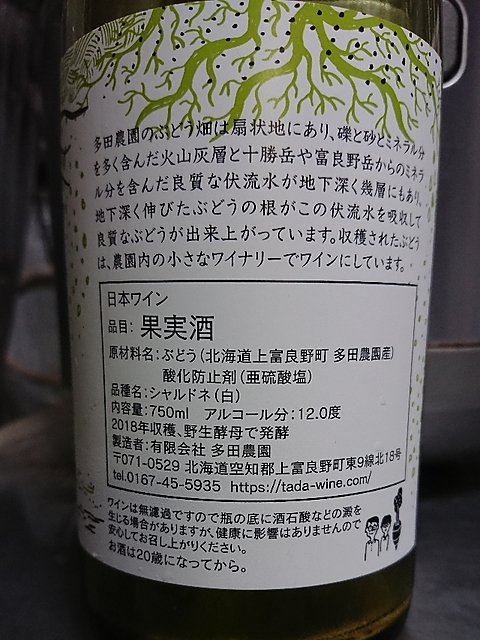 多田農園のぶどう畑は扇状地にあり、礫と砂とミネラル分
を多く含んだ火山灰層と十勝岳や富良野岳からのミネラ
ル分を含んだ良質な伏流水が地下深く幾層にもあり、
地下深く伸びたぶどうの根がこの伏流水を吸収して
良質なぶどうが出来上がっています。収穫されたぶどう
は、農園内の小さなワイナリーでワインにしています。
日本ワイン
品目：果実酒
原材料名：ぶどう（北海道上富良野町 多田農園産）
酸化防止剤（亜硫酸塩）
品種名：シャルドネ（白）
内容量：750ml アルコール分：12.0度
2018年収穫、野生酵母で発酵
製造者：有限会社 多田農園
〒071-0529 北海道空知郡上富良野町東9線北18号
tel.0167-45-5935 https://tada-wine.com/
ワインは無濾過ですので瓶の底に酒石酸などの澱を
生じる場合がありますが、健康に影響はありませんので
安心してお召し上がりください。
お酒は20歳になってから。